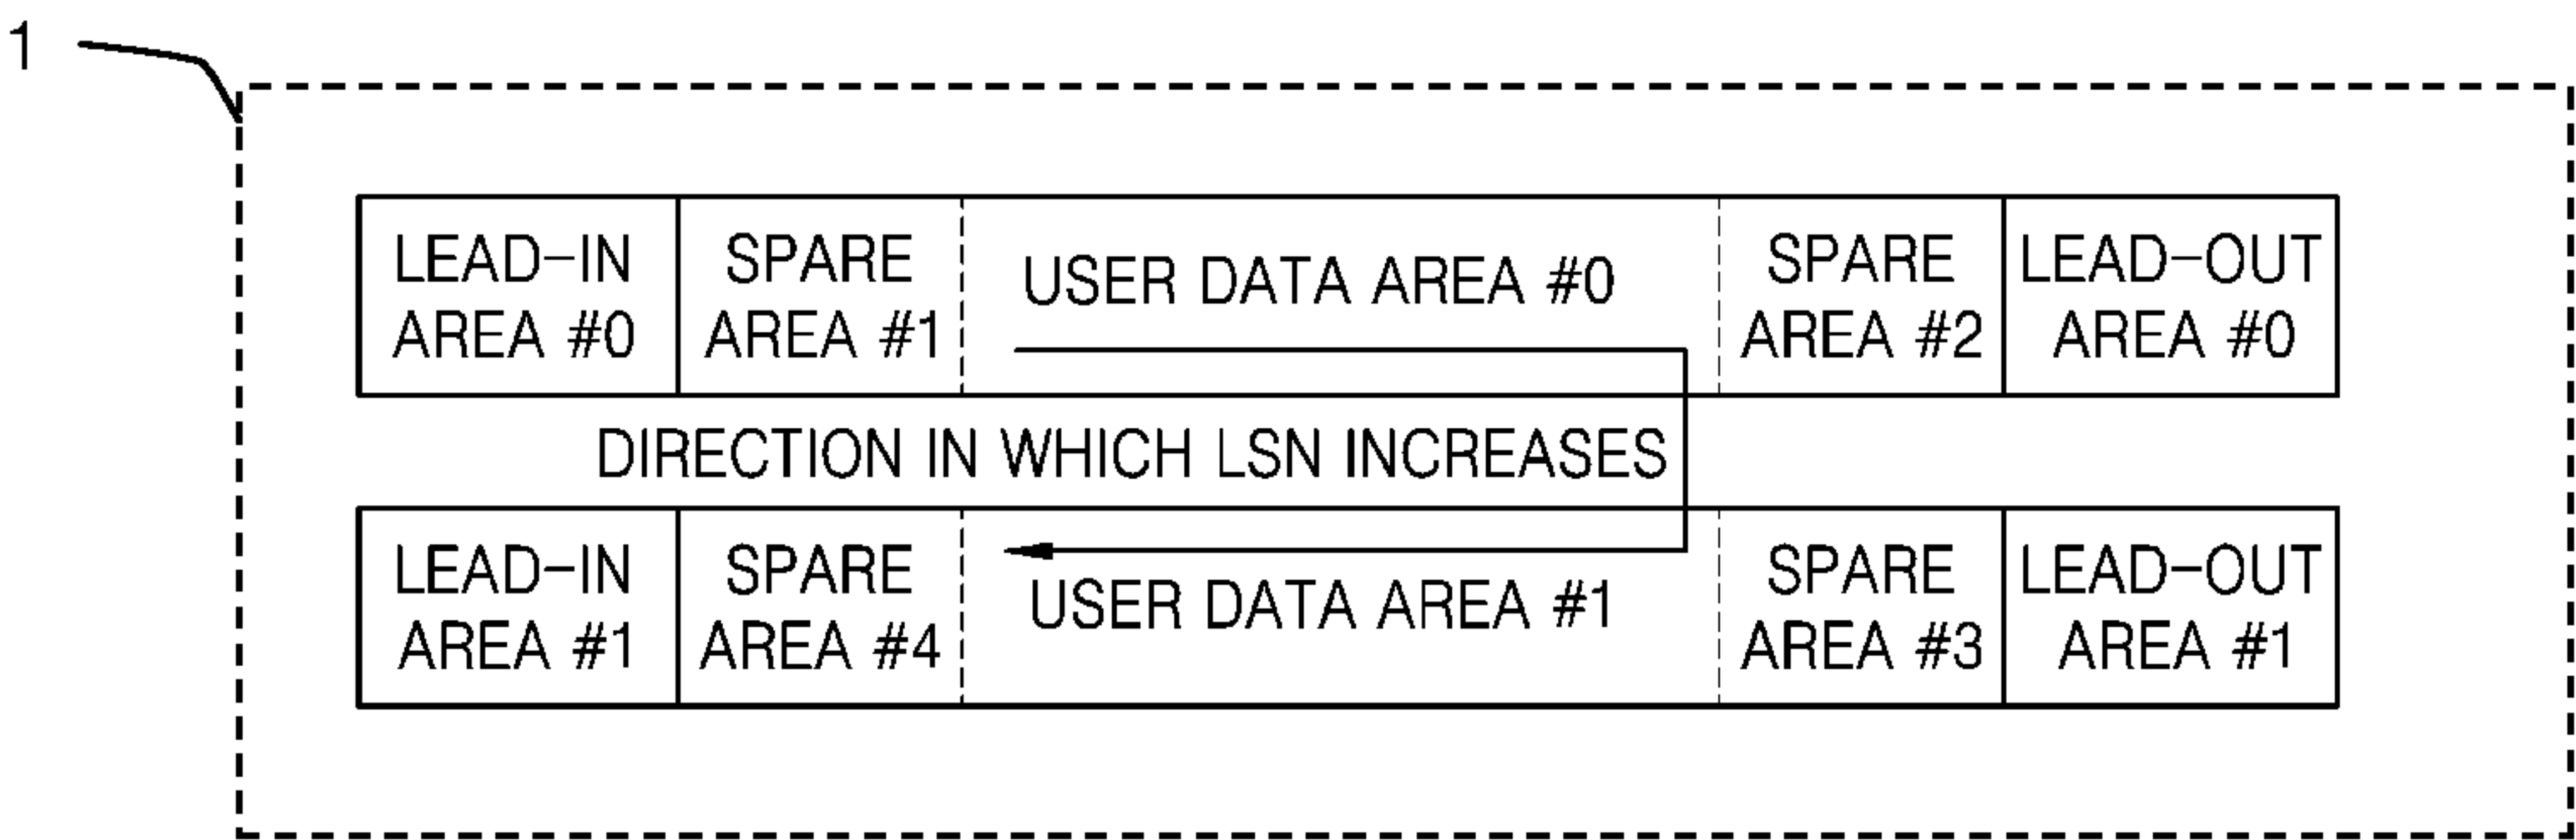 1
LEAD-IN
AREA #0
SPARE
AREA #1
USER DATA AREA #0
SPARE
AREA #2
LEAD-OUT
AREA #0
DIRECTION IN WHICH LSN INCREASES
LEAD-IN
AREA #1
SPARE
AREA #4
USER DATA AREA #1
SPARE
AREA #3
LEAD-OUT
AREA #1